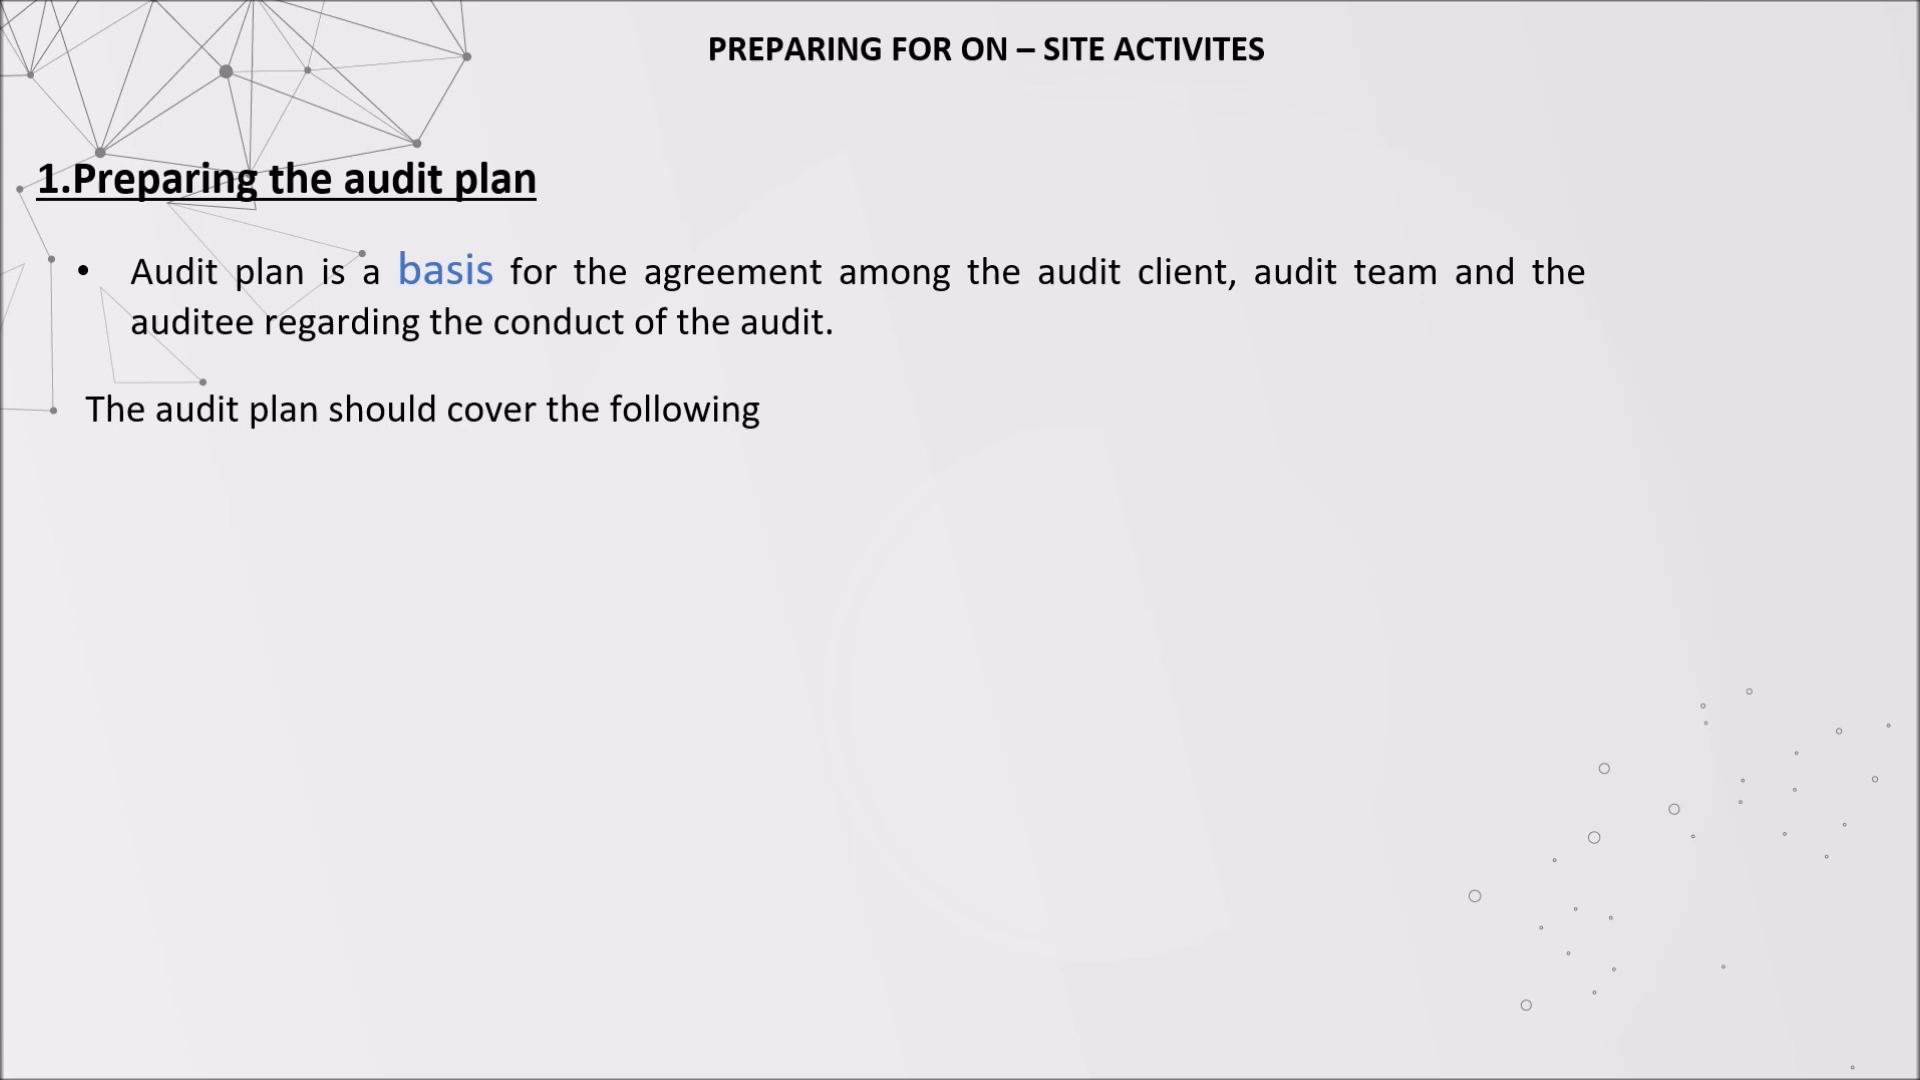 PREPARING FOR ON – SITE ACTIVITES
1.Preparing the audit plan
• Audit plan is a basis for the agreement among the audit client, audit team and the
auditee regarding the conduct of the audit.
The audit plan should cover the following